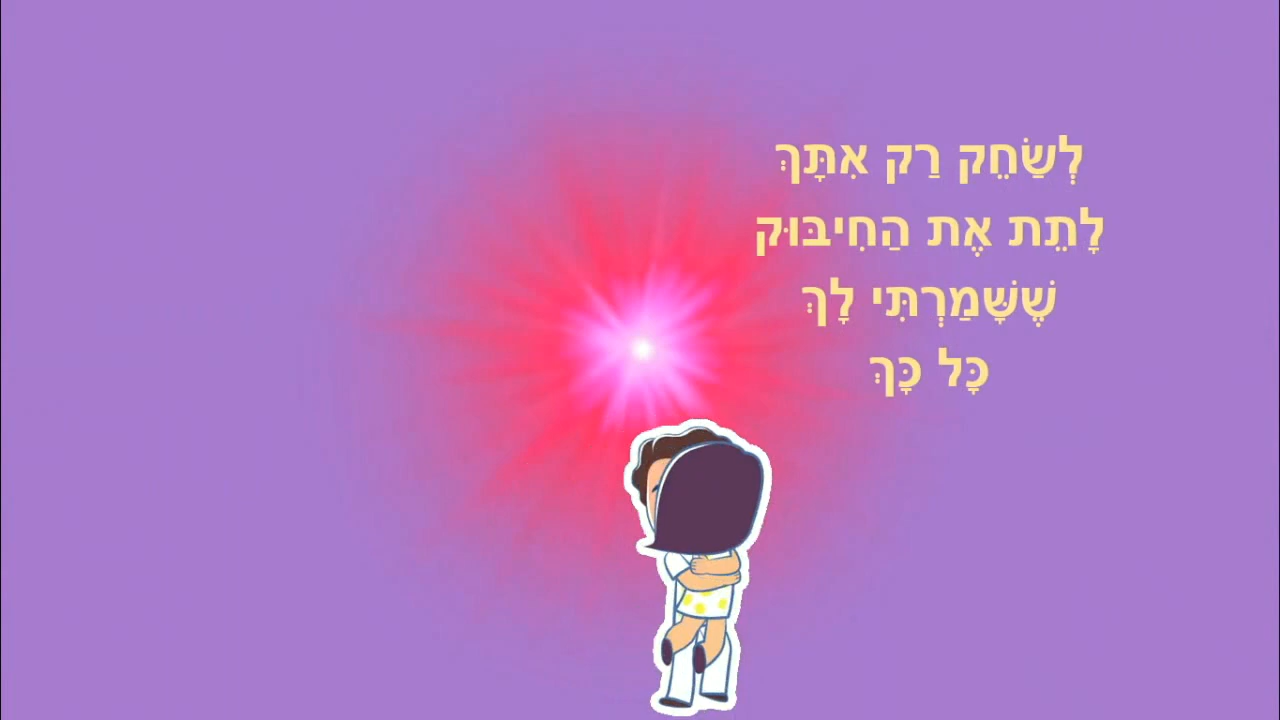 לְשַׂחֵק רַק אִתָּךְ
לָתֵת אֶת הַחִיבּוּק
שֶׁשָּׁמַרְתִּי לָךְ
כָּל כָּךְ